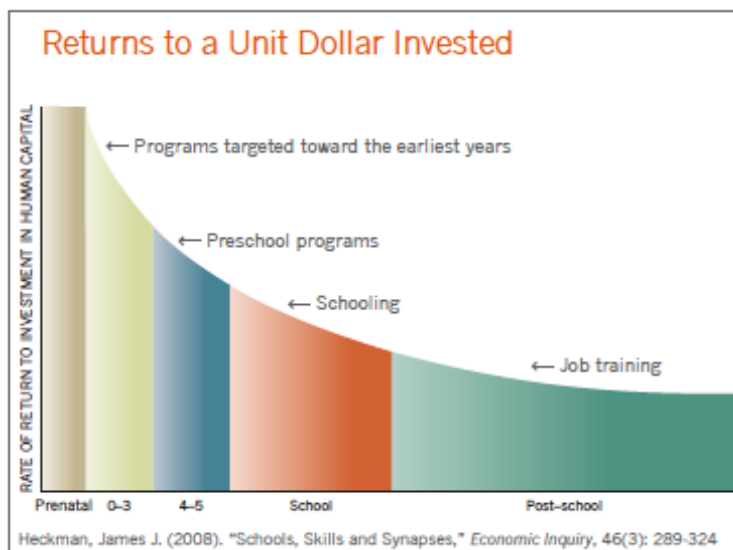 Returns to a Unit Dollar Invested
RATE OF RETURN TO INVESTMENT IN HUMAN CAPITAL
← Programs targeted toward the earliest years
← Preschool programs
← Schooling
← Job training
Prenatal 0–3 4–5 School Post–school
Heckman, James J. (2008). “Schools, Skills and Synapses,” Economic Inquiry, 46(3): 289-324